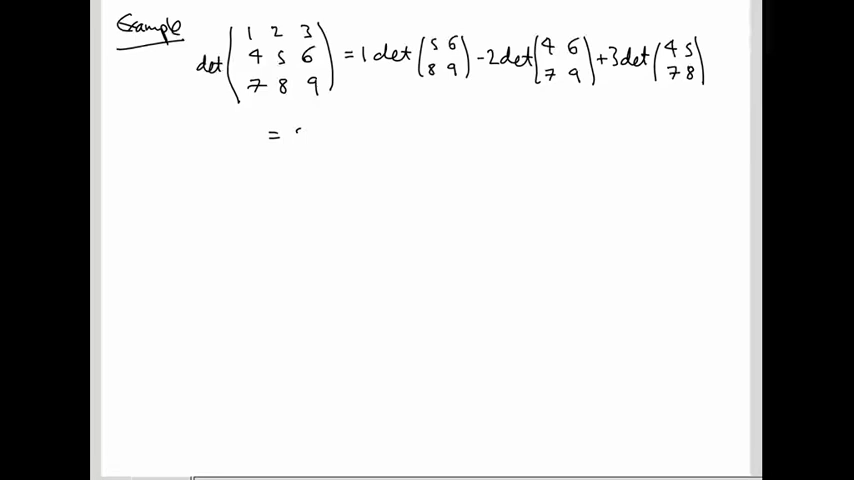 Example
det ( 1 2 3 ; 4 5 6 ; 7 8 9 ) = 1 det ( 5 6 ; 8 9 ) - 2 det ( 4 6 ; 7 9 ) + 3 det ( 4 5 ; 7 8 )
=